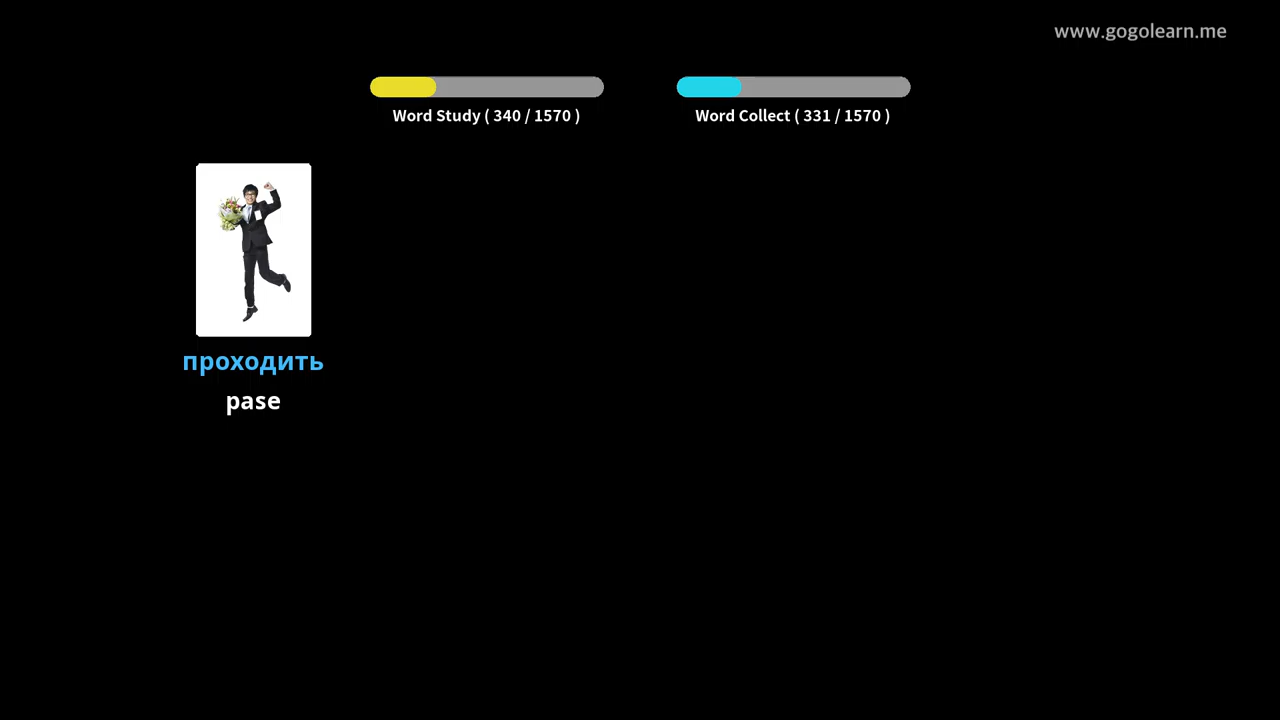 www.gogolearn.me
Word Study ( 340 / 1570 )
Word Collect ( 331 / 1570 )
проходить
pase